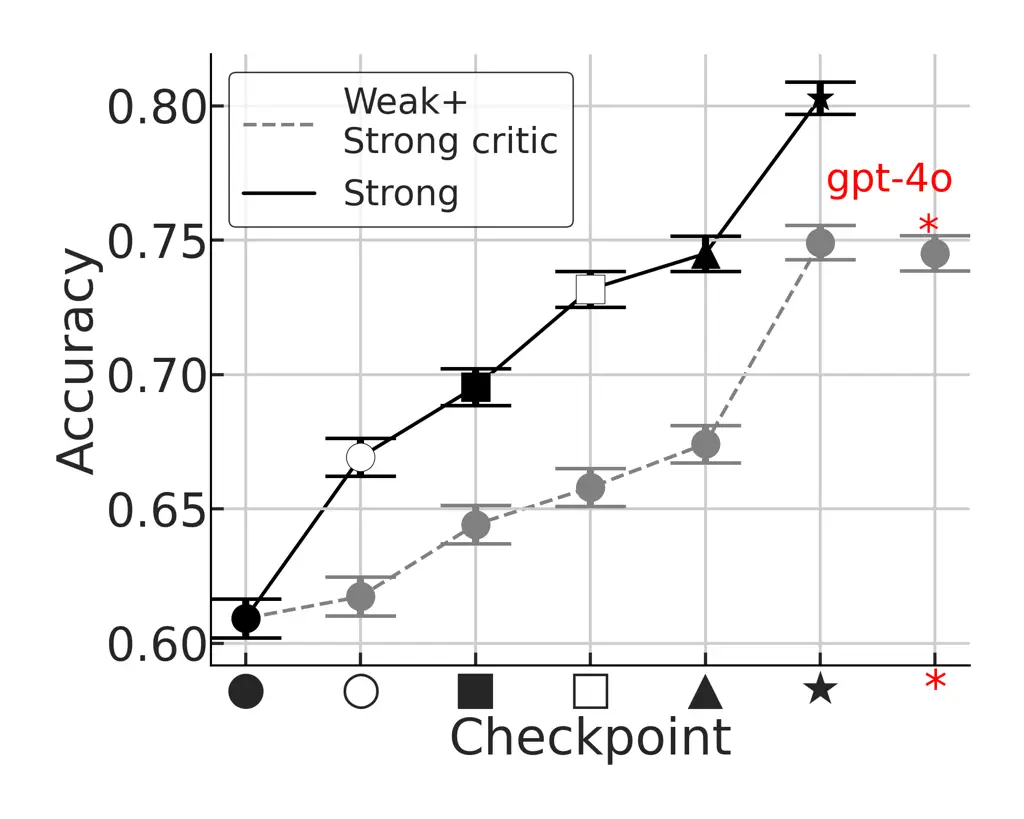 0.80
0.75
0.70
0.65
0.60
Accuracy
Weak+
Strong critic
Strong
gpt-4o
*
*
Checkpoint